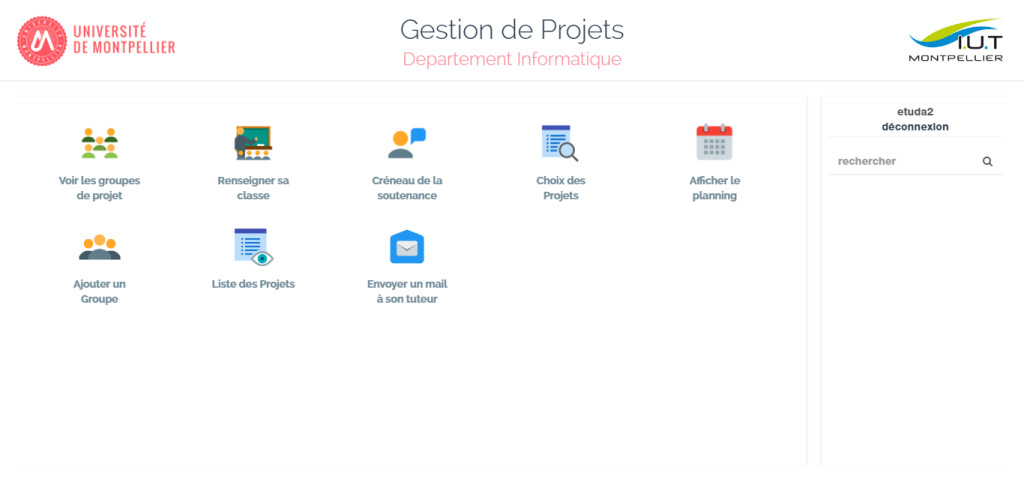 UNIVERSITÉ
DE MONTPELLIER
Gestion de Projets
Departement Informatique
I.U.T
MONTPELLIER
Voir les groupes
de projet
Renseigner sa
classe
Créneau de la
soutenance
Choix des
Projets
Afficher le
planning
Ajouter un
Groupe
Liste des Projets
Envoyer un mail
à son tuteur
etuda2
déconnexion
rechercher